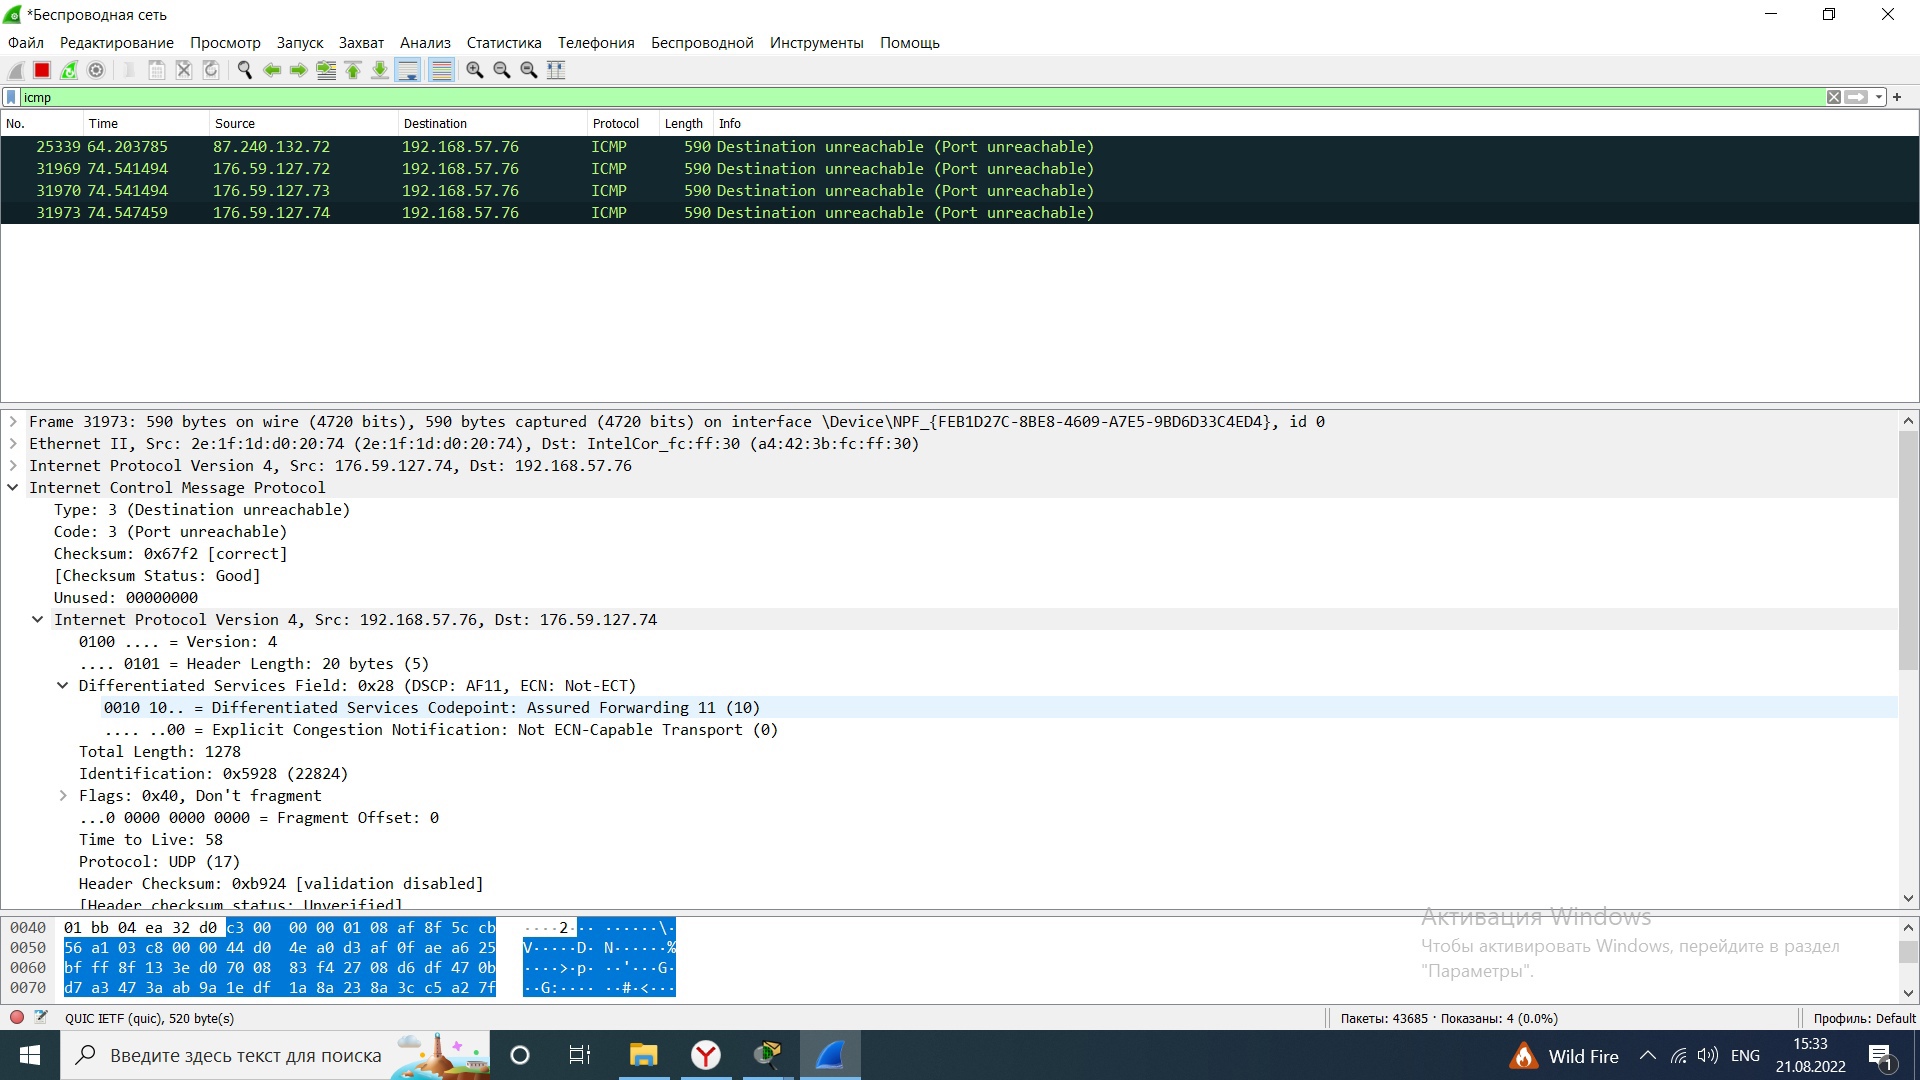 *Беспроводная сеть
Файл Редактирование Просмотр Запуск Захват Анализ Статистика Телефония Беспроводной Инструменты Помощь
icmp
No. Time Source Destination Protocol Length Info
25339 64.203785 87.240.132.72 192.168.57.76 ICMP 590 Destination unreachable (Port unreachable)
31969 74.541494 176.59.127.72 192.168.57.76 ICMP 590 Destination unreachable (Port unreachable)
31970 74.541494 176.59.127.73 192.168.57.76 ICMP 590 Destination unreachable (Port unreachable)
31973 74.547459 176.59.127.74 192.168.57.76 ICMP 590 Destination unreachable (Port unreachable)
Frame 31973: 590 bytes on wire (4720 bits), 590 bytes captured (4720 bits) on interface \Device\NPF_{FEB1D27C-8BE8-4609-A7E5-9BD6D33C4ED4}, id 0
Ethernet II, Src: 2e:1f:1d:d0:20:74 (2e:1f:1d:d0:20:74), Dst: IntelCor_fc:ff:30 (a4:42:3b:fc:ff:30)
Internet Protocol Version 4, Src: 176.59.127.74, Dst: 192.168.57.76
Internet Control Message Protocol
Type: 3 (Destination unreachable)
Code: 3 (Port unreachable)
Checksum: 0x67f2 [correct]
[Checksum Status: Good]
Unused: 00000000
Internet Protocol Version 4, Src: 192.168.57.76, Dst: 176.59.127.74
0100 .... = Version: 4
.... 0101 = Header Length: 20 bytes (5)
Differentiated Services Field: 0x28 (DSCP: AF11, ECN: Not-ECT)
0010 10.. = Differentiated Services Codepoint: Assured Forwarding 11 (10)
.... ..00 = Explicit Congestion Notification: Not ECN-Capable Transport (0)
Total Length: 1278
Identification: 0x5928 (22824)
Flags: 0x40, Don't fragment
...0 0000 0000 0000 = Fragment Offset: 0
Time to Live: 58
Protocol: UDP (17)
Header Checksum: 0xb924 [validation disabled]
[Header checksum status: Unverified]
0040 01 bb 04 ea 32 d0 c3 00 00 00 01 08 af 8f 5c cb ····2··· ······\·
0050 56 a1 03 c8 00 00 44 d0 4e a0 d3 af 0f ae a6 25 V·····D· N······%
0060 bf ff 8f 13 3e d0 70 08 83 f4 27 08 d6 df 47 0b ····>·p· ··'···G·
0070 d7 a3 47 3a ab 9a 1e df 1a 8a 23 8a 3c c5 a2 7f ··G:···· ··#·<···
Активация Windows
Чтобы активировать Windows, перейдите в раздел
"Параметры".
QUIC IETF (quic), 520 byte(s) Пакеты: 43685 · Показаны: 4 (0.0%) Профиль: Default
Введите здесь текст для поиска Wild Fire ENG 15:33
21.08.2022
1